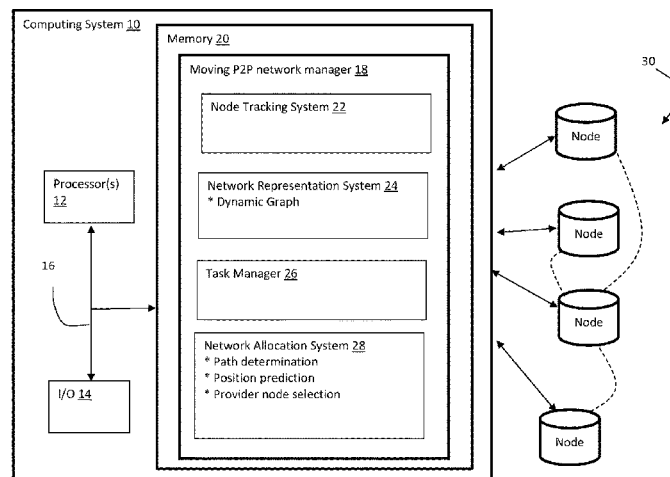 Computing System 10
Memory 20
Moving P2P network manager 18
Node Tracking System 22
Network Representation System 24
* Dynamic Graph
Task Manager 26
Network Allocation System 28
* Path determination
* Position prediction
* Provider node selection
Processor(s)
12
16
I/O 14
30
Node
Node
Node
Node